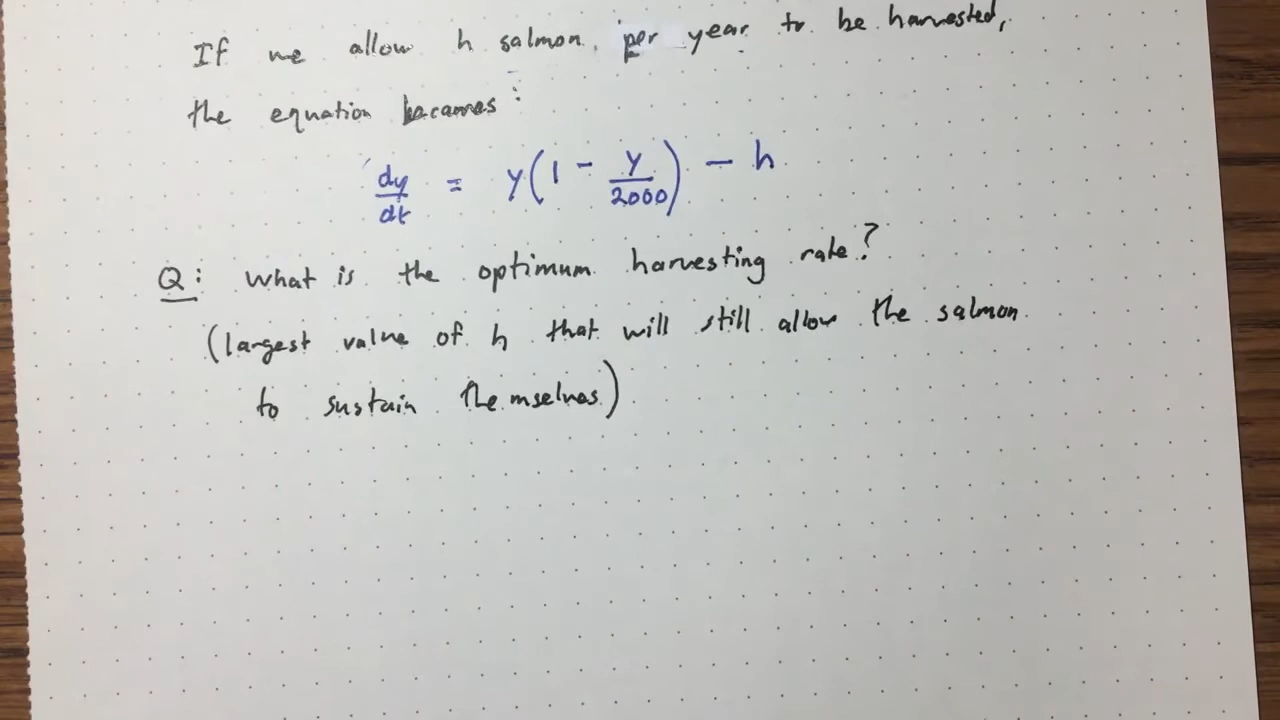 If we allow h salmon per year to be harvested,
the equation becomes:
dy/dt = y(1 - y/2000) - h
Q: What is the optimum harvesting rate?
(largest value of h that will still allow the salmon
to sustain themselves)